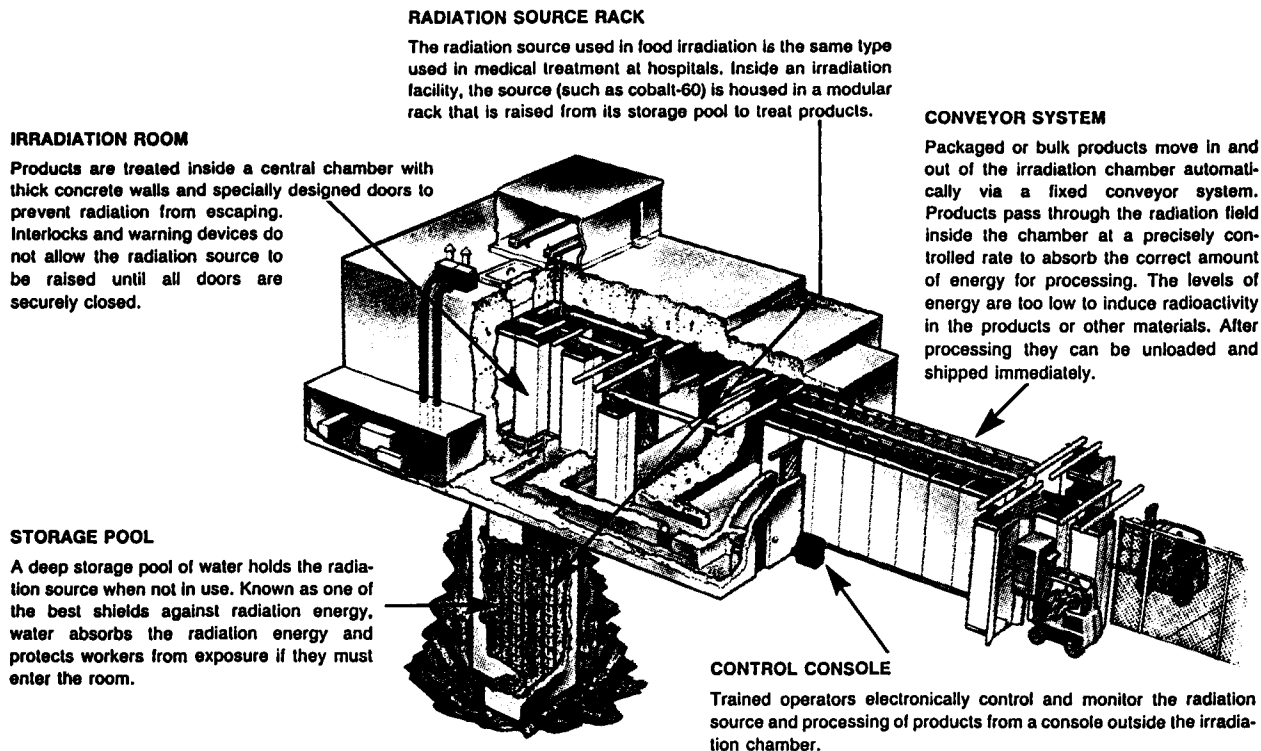 RADIATION SOURCE RACK
The radiation source used in food irradiation is the same type
used in medical treatment at hospitals. Inside an irradiation
facility, the source (such as cobalt-60) is housed in a modular
rack that is raised from its storage pool to treat products.
IRRADIATION ROOM
Products are treated inside a central chamber with
thick concrete walls and specially designed doors to
prevent radiation from escaping.
Interlocks and warning devices do
not allow the radiation source to
be raised until all doors are
securely closed.
CONVEYOR SYSTEM
Packaged or bulk products move in and
out of the irradiation chamber automati-
cally via a fixed conveyor system.
Products pass through the radiation field
inside the chamber at a precisely con-
trolled rate to absorb the correct amount
of energy for processing. The levels of
energy are too low to induce radioactivity
in the products or other materials. After
processing they can be unloaded and
shipped immediately.
STORAGE POOL
A deep storage pool of water holds the radia-
tion source when not in use. Known as one of
the best shields against radiation energy,
water absorbs the radiation energy and
protects workers from exposure if they must
enter the room.
CONTROL CONSOLE
Trained operators electronically control and monitor the radiation
source and processing of products from a console outside the irradia-
tion chamber.